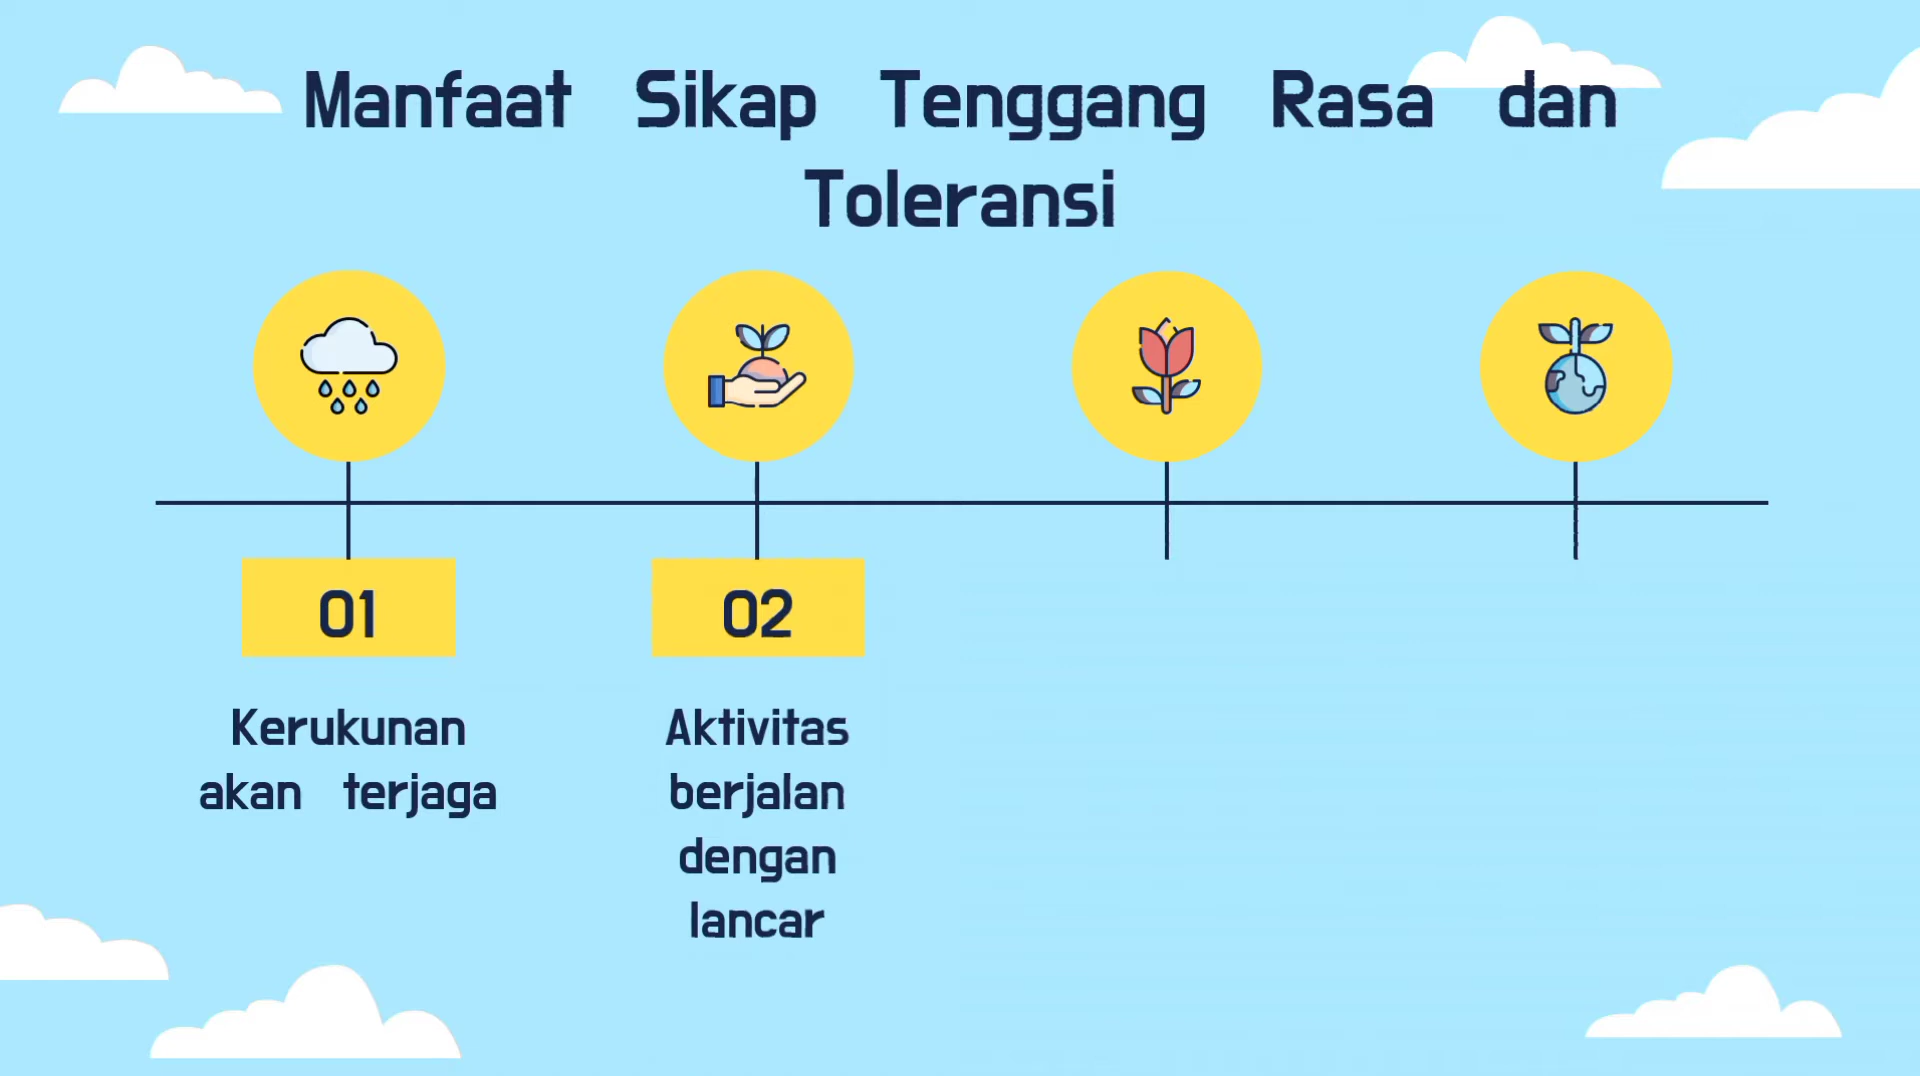 Manfaat Sikap Tenggang Rasa dan
Toleransi
01
Kerukunan
akan terjaga
02
Aktivitas
berjalan
dengan
lancar